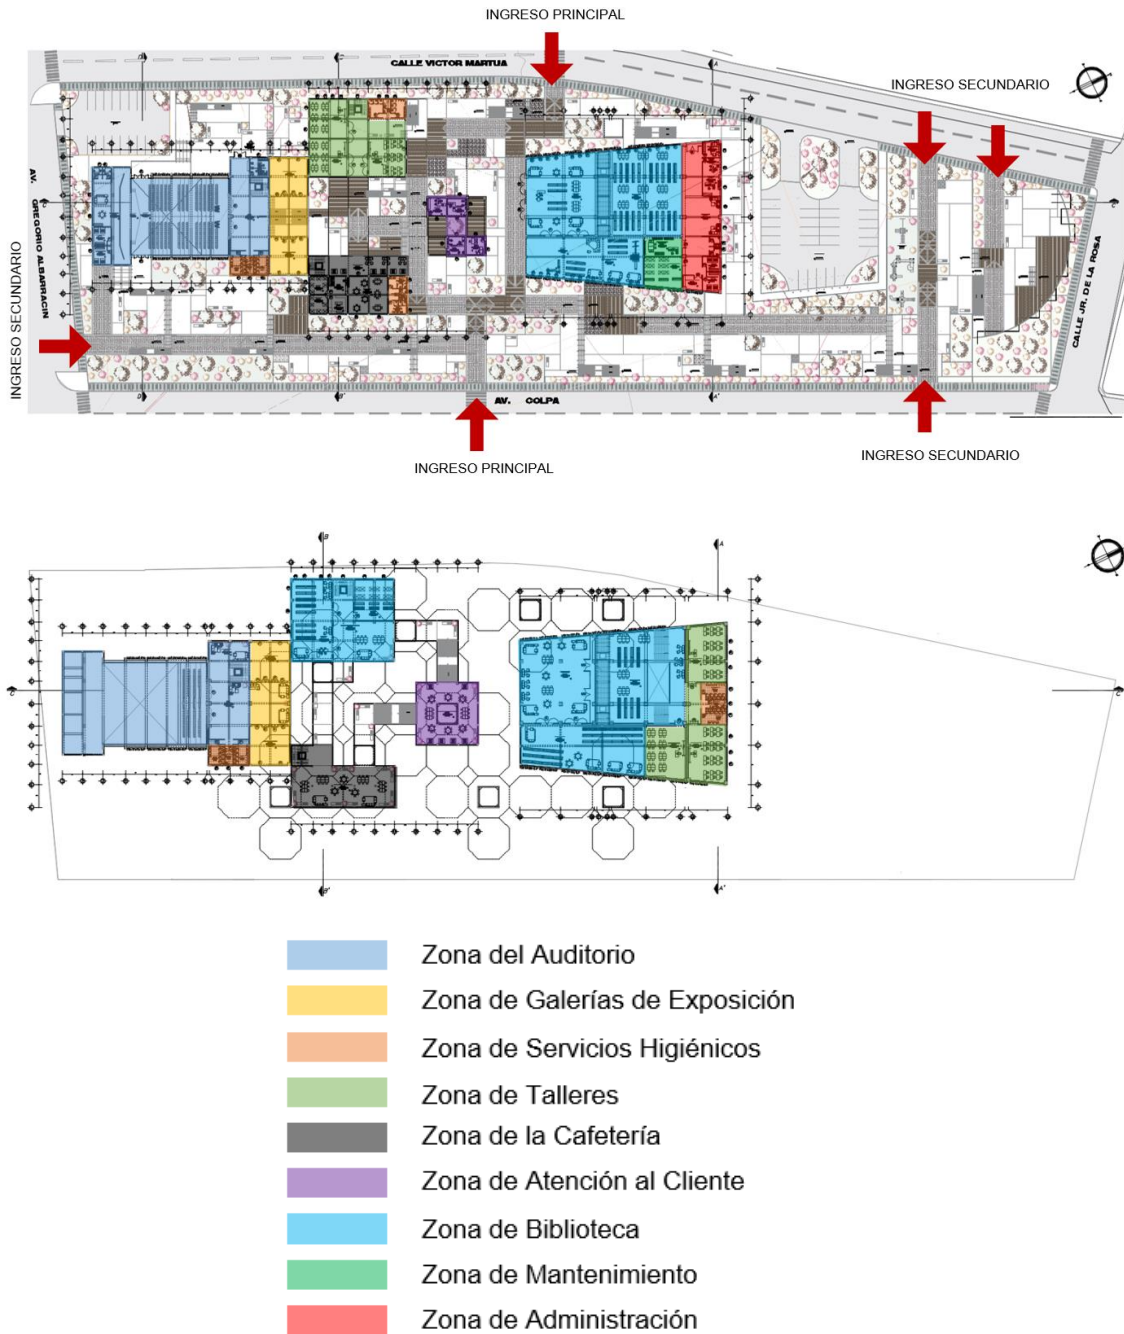 INGRESO PRINCIPAL
CALLE VICTOR MARTUA
INGRESO SECUNDARIO
AV. GREGORIO ALBARRACIN
INGRESO SECUNDARIO
CALLE JR. DE LA ROSA
AV. COLPA
INGRESO PRINCIPAL
INGRESO SECUNDARIO
A
A'
B
A
B'
A'
Zona del Auditorio
Zona de Galerías de Exposición
Zona de Servicios Higiénicos
Zona de Talleres
Zona de la Cafetería
Zona de Atención al Cliente
Zona de Biblioteca
Zona de Mantenimiento
Zona de Administración